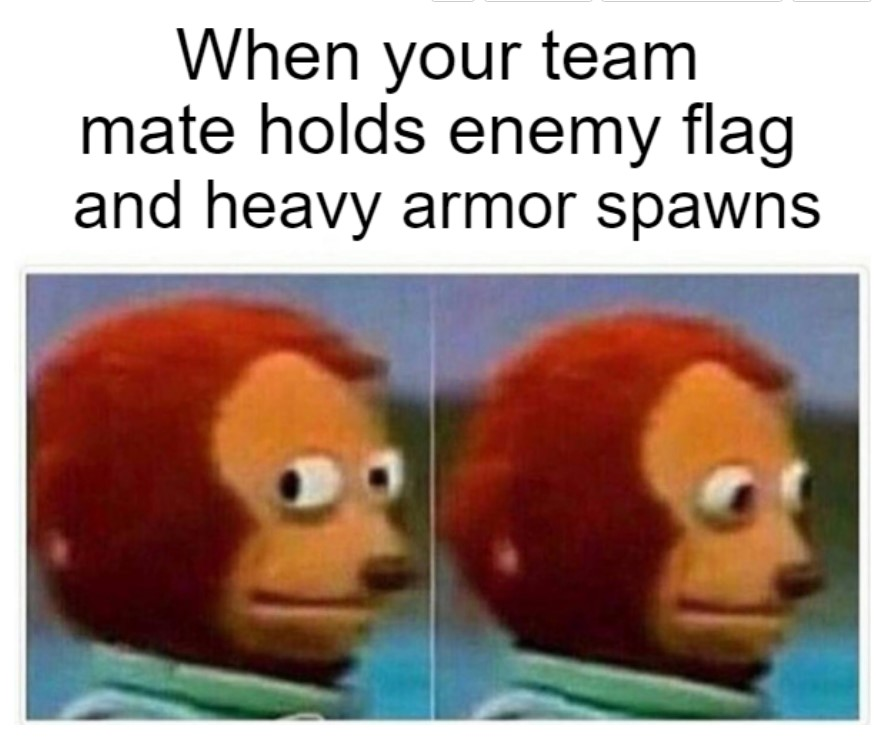 When your team
mate holds enemy flag
and heavy armor spawns